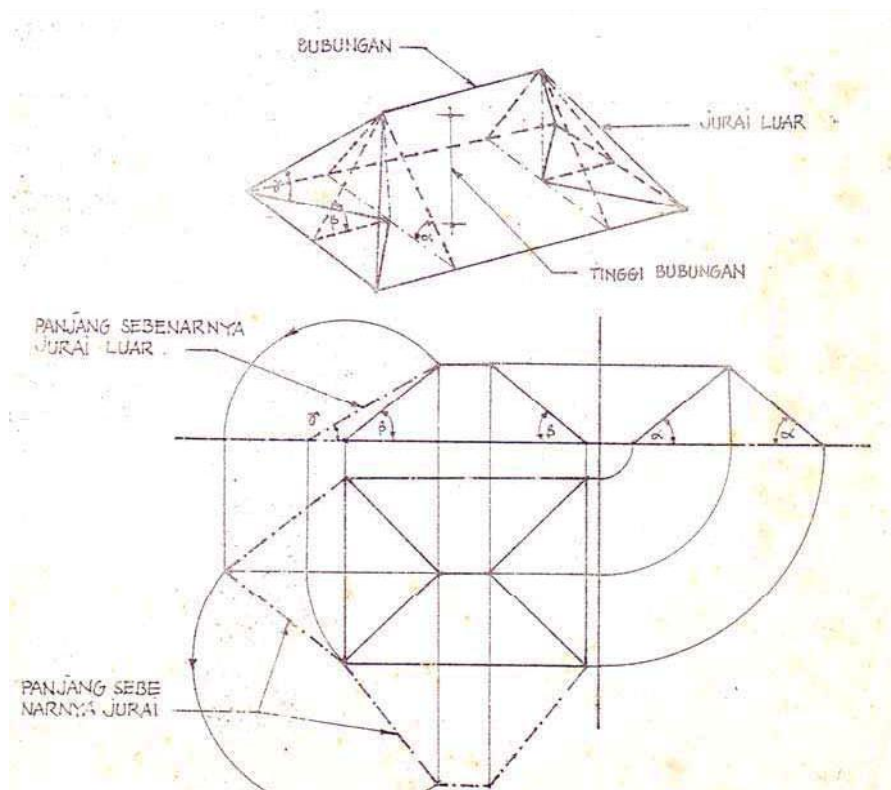 BUBUNGAN
JURAI LUAR
γ
β
α
TINGGI BUBUNGAN
PANJANG SEBENARNYA
JURAI LUAR
γ
β
β
α
α
PANJANG SEBE
NARNYA JURAI